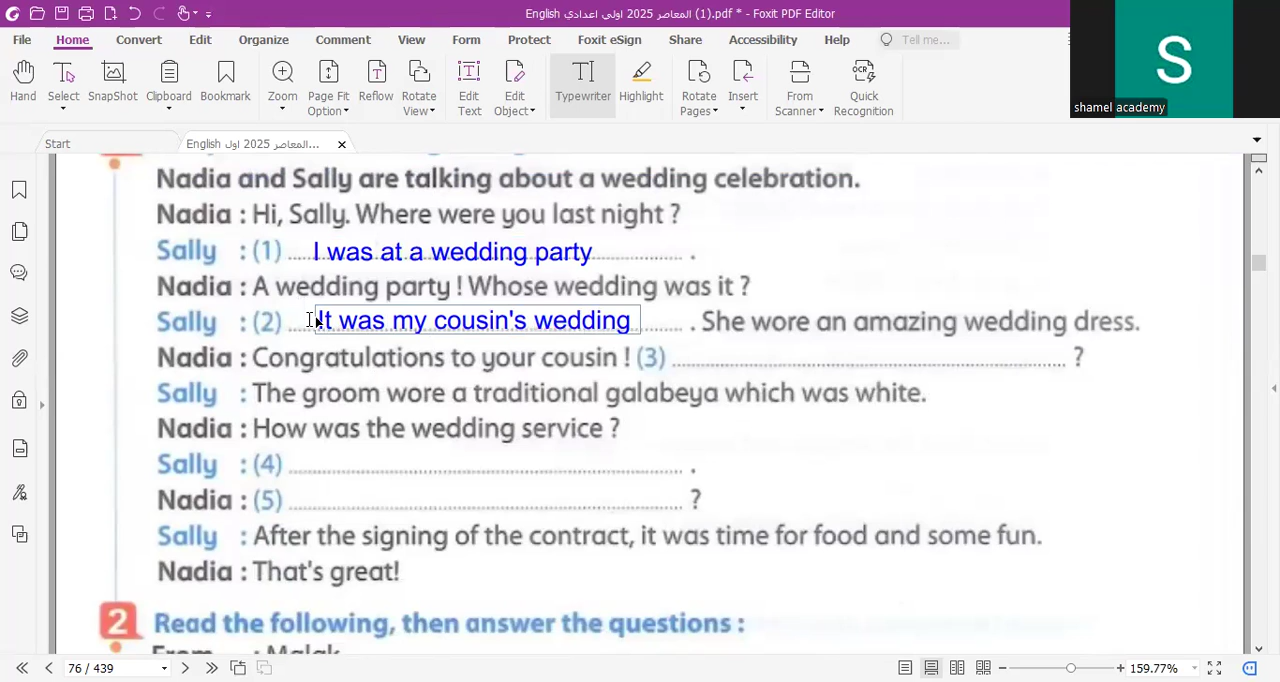 English المعاصر 2025 اولي اعدادي (1).pdf * - Foxit PDF Editor
File Home Convert Edit Organize Comment View Form Protect Foxit eSign Share Accessibility Help Tell me...
Hand Select SnapShot Clipboard Bookmark Zoom Page Fit Option Reflow Rotate View Edit Text Edit Object Typewriter Highlight Rotate Pages Insert From Scanner OCR Quick Recognition
S
shamel academy
Start English المعاصر 2025 اول...
Nadia and Sally are talking about a wedding celebration.
Nadia : Hi, Sally. Where were you last night ?
Sally : (1) I was at a wedding party .
Nadia : A wedding party ! Whose wedding was it ?
Sally : (2) It was my cousin's wedding . She wore an amazing wedding dress.
Nadia : Congratulations to your cousin ! (3) ?
Sally : The groom wore a traditional galabeya which was white.
Nadia : How was the wedding service ?
Sally : (4) .
Nadia : (5) ?
Sally : After the signing of the contract, it was time for food and some fun.
Nadia : That's great!
2 Read the following, then answer the questions :
From : Malak
76 / 439
159.77%